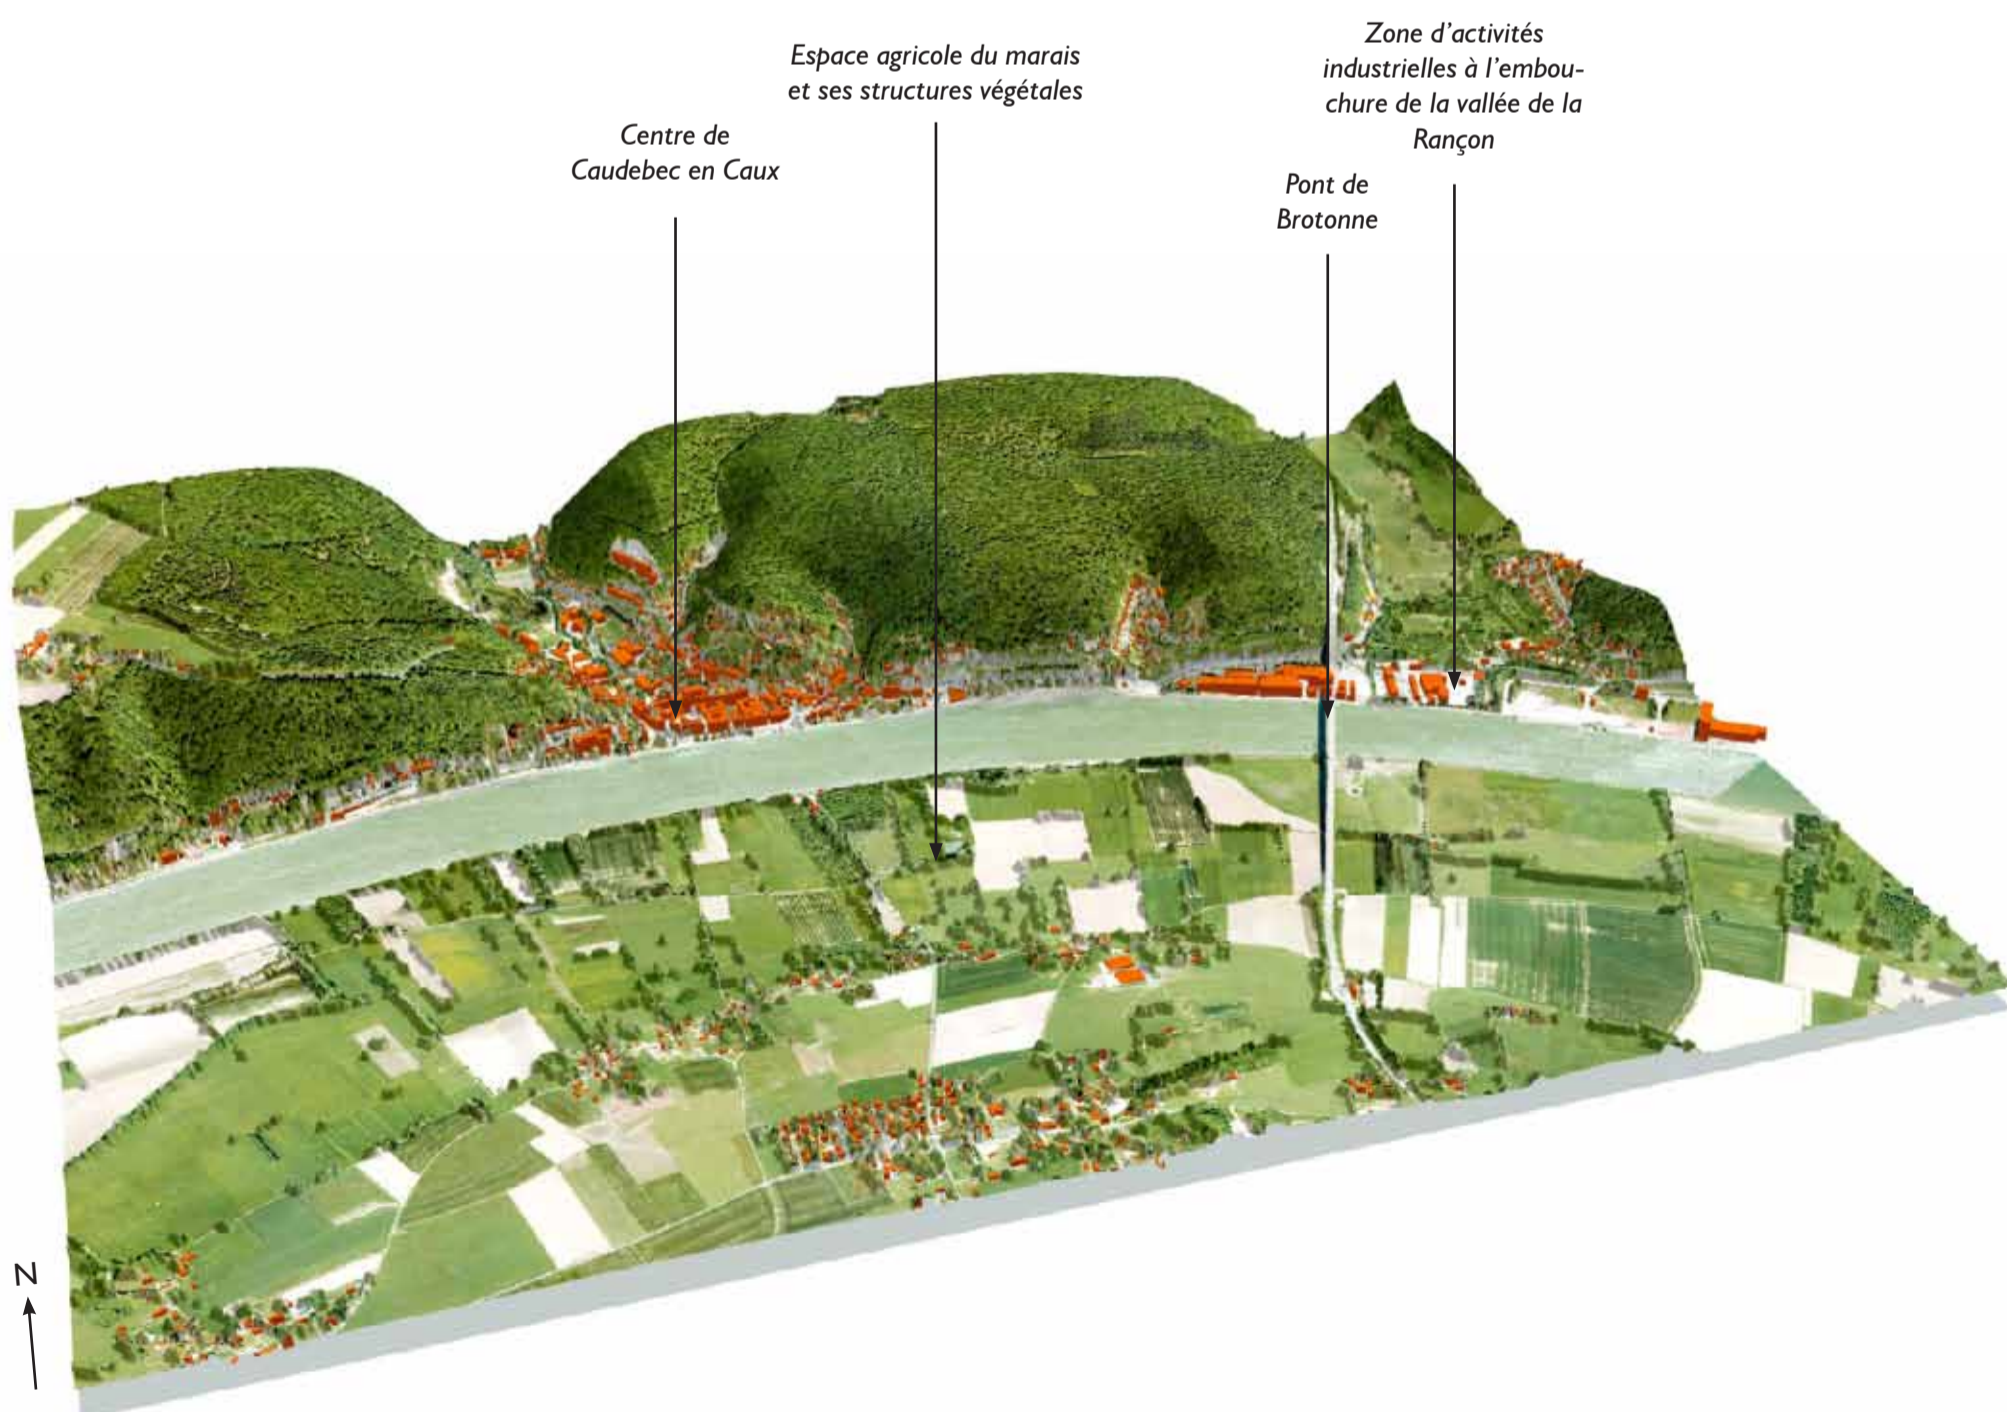 Zone d’activités
industrielles à l’embou-
chure de la vallée de la
Rançon
Espace agricole du marais
et ses structures végétales
Centre de
Caudebec en Caux
Pont de
Brotonne
N